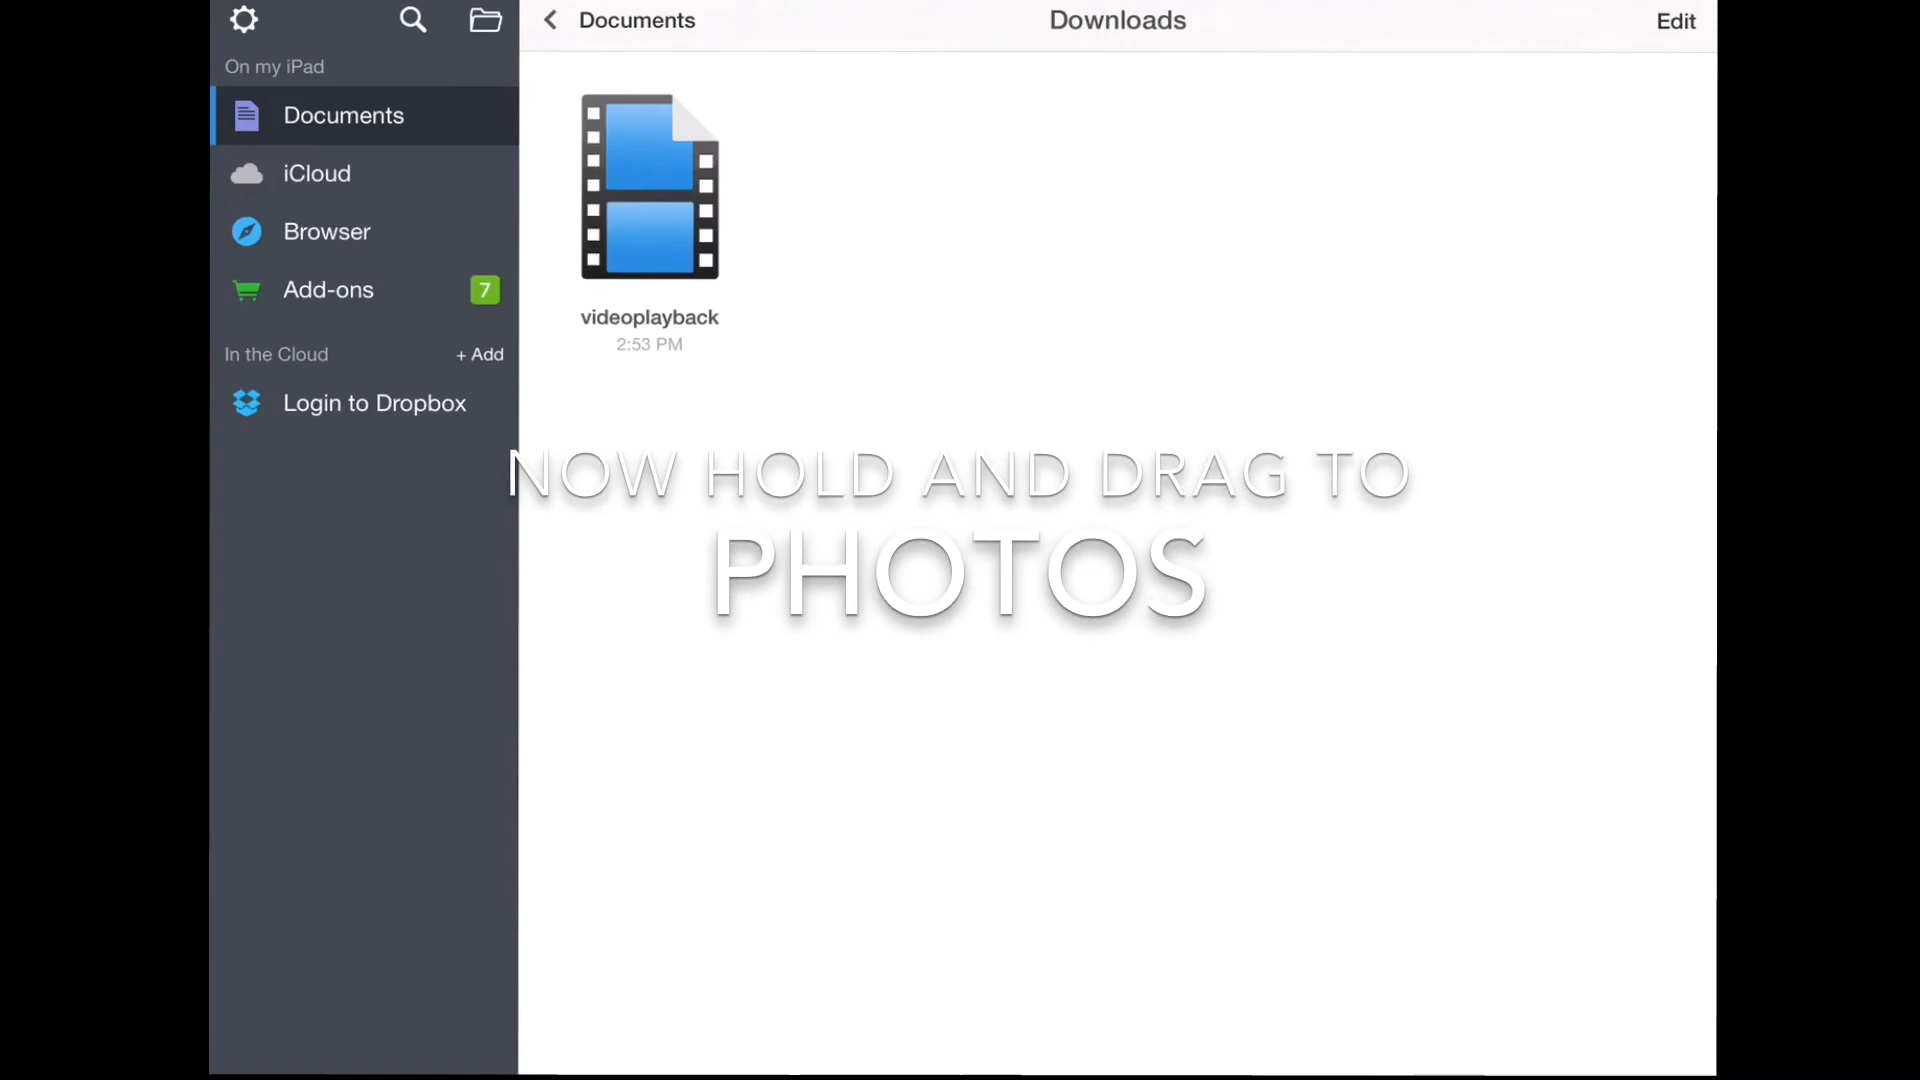 On my iPad
Documents
iCloud
Browser
Add-ons 7
In the Cloud + Add
Login to Dropbox
Documents Downloads Edit
videoplayback
2:53 PM
NOW HOLD AND DRAG TO
PHOTOS